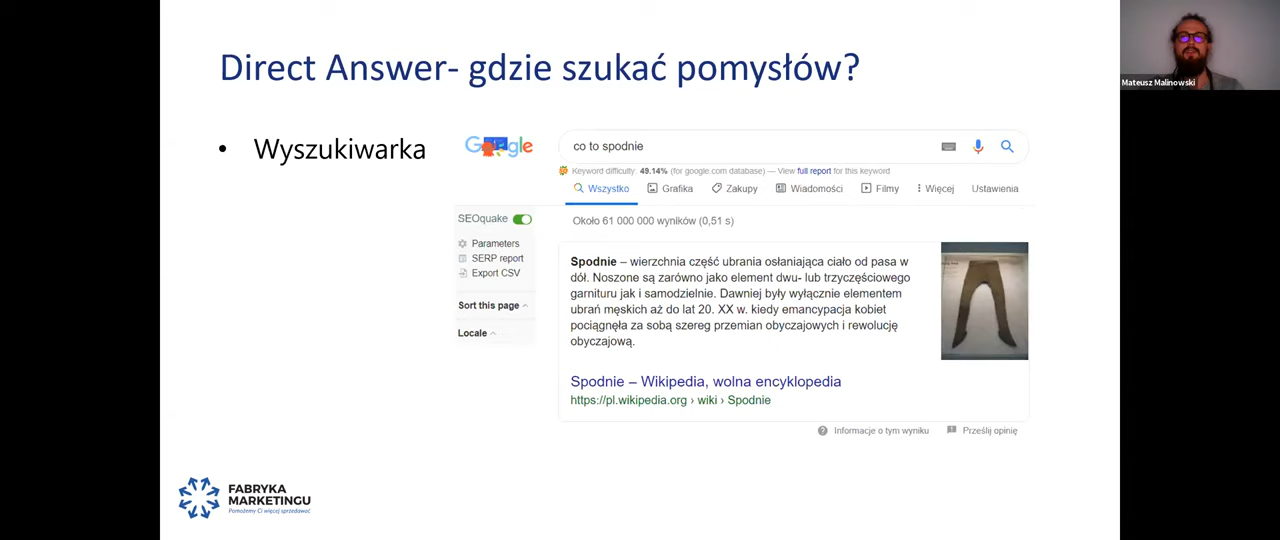 Direct Answer- gdzie szukać pomysłów?
Mateusz Malinowski
• Wyszukiwarka
Google
co to spodnie
Keyword difficulty: 49.14% (for google.com database) — View full report for this keyword
Wszystko Grafika Zakupy Wiadomości Filmy Więcej Ustawienia
SEOquake
Około 61 000 000 wyników (0,51 s)
Parameters
SERP report
Export CSV
Sort this page
Locale
Spodnie – wierzchnia część ubrania osłaniająca ciało od pasa w
dół. Noszone są zarówno jako element dwu- lub trzyczęściowego
garnituru jak i samodzielnie. Dawniej były wyłącznie elementem
ubrań męskich aż do lat 20. XX w. kiedy emancypacja kobiet
pociągnęła za sobą szereg przemian obyczajowych i rewolucję
obyczajową.
Spodnie – Wikipedia, wolna encyklopedia
https://pl.wikipedia.org › wiki › Spodnie
Informacje o tym wyniku Prześlij opinię
FABRYKA
MARKETINGU
Pomożemy Ci więcej sprzedawać